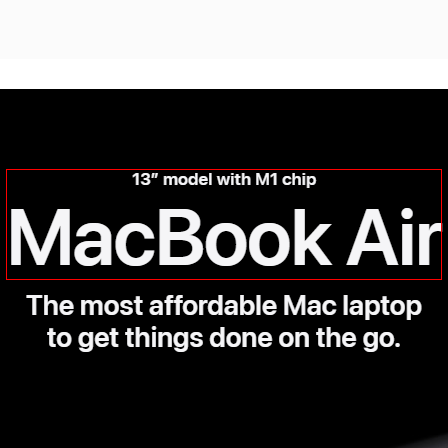 13″ model with M1 chip
MacBook Air
The most affordable Mac laptop
to get things done on the go.